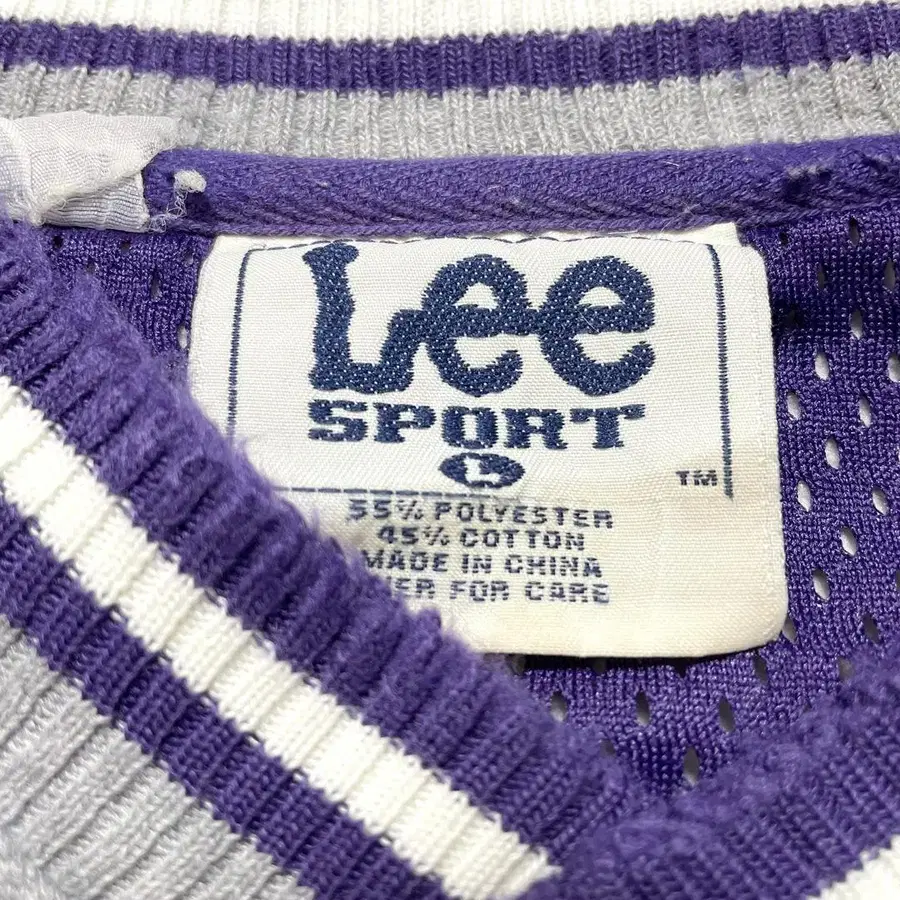 Lee
SPORT
L
TM
55% POLYESTER
45% COTTON
MADE IN CHINA
FOR CARE